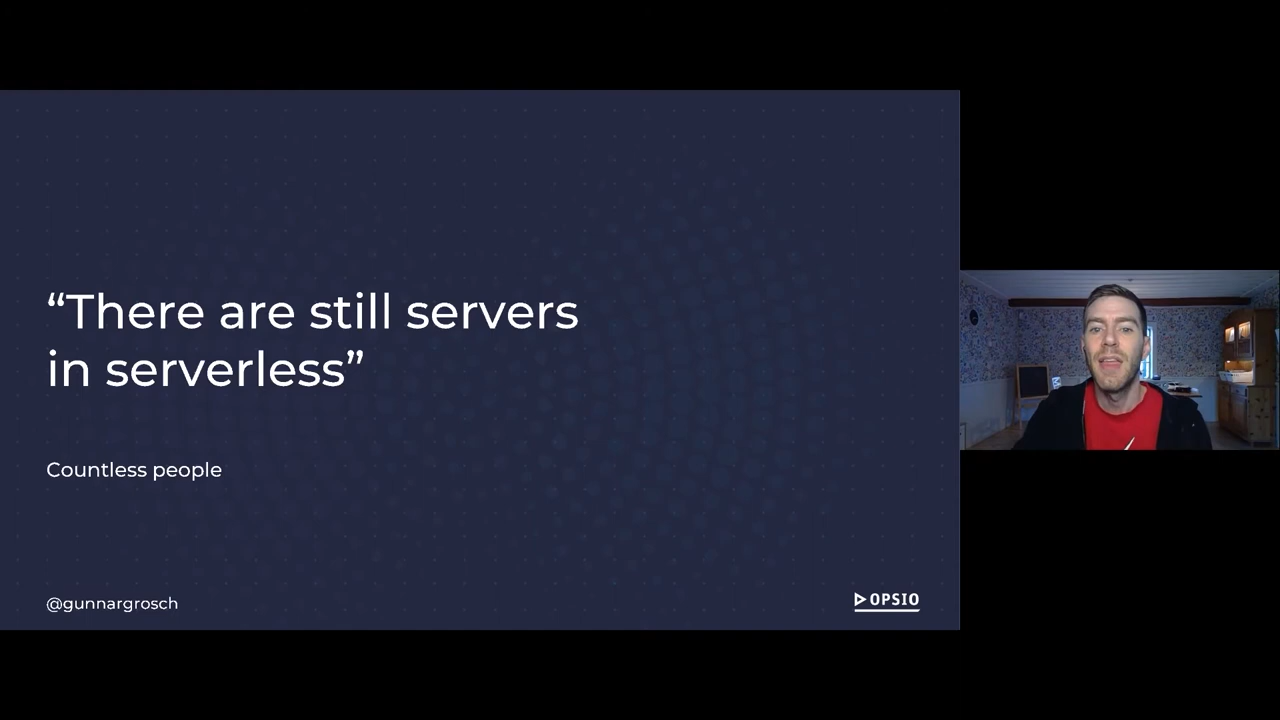 “There are still servers
in serverless”
Countless people
@gunnargrosch
OPSIO